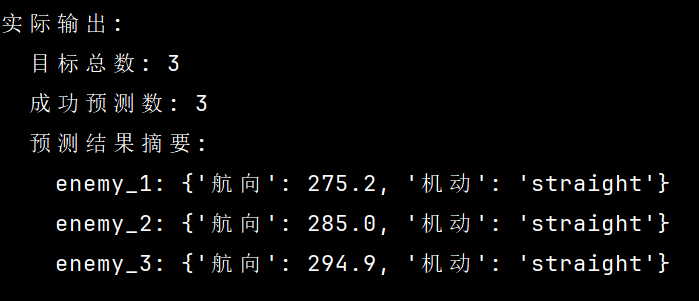 实际输出:
目标总数: 3
成功预测数: 3
预测结果摘要:
enemy_1: {'航向': 275.2, '机动': 'straight'}
enemy_2: {'航向': 285.0, '机动': 'straight'}
enemy_3: {'航向': 294.9, '机动': 'straight'}